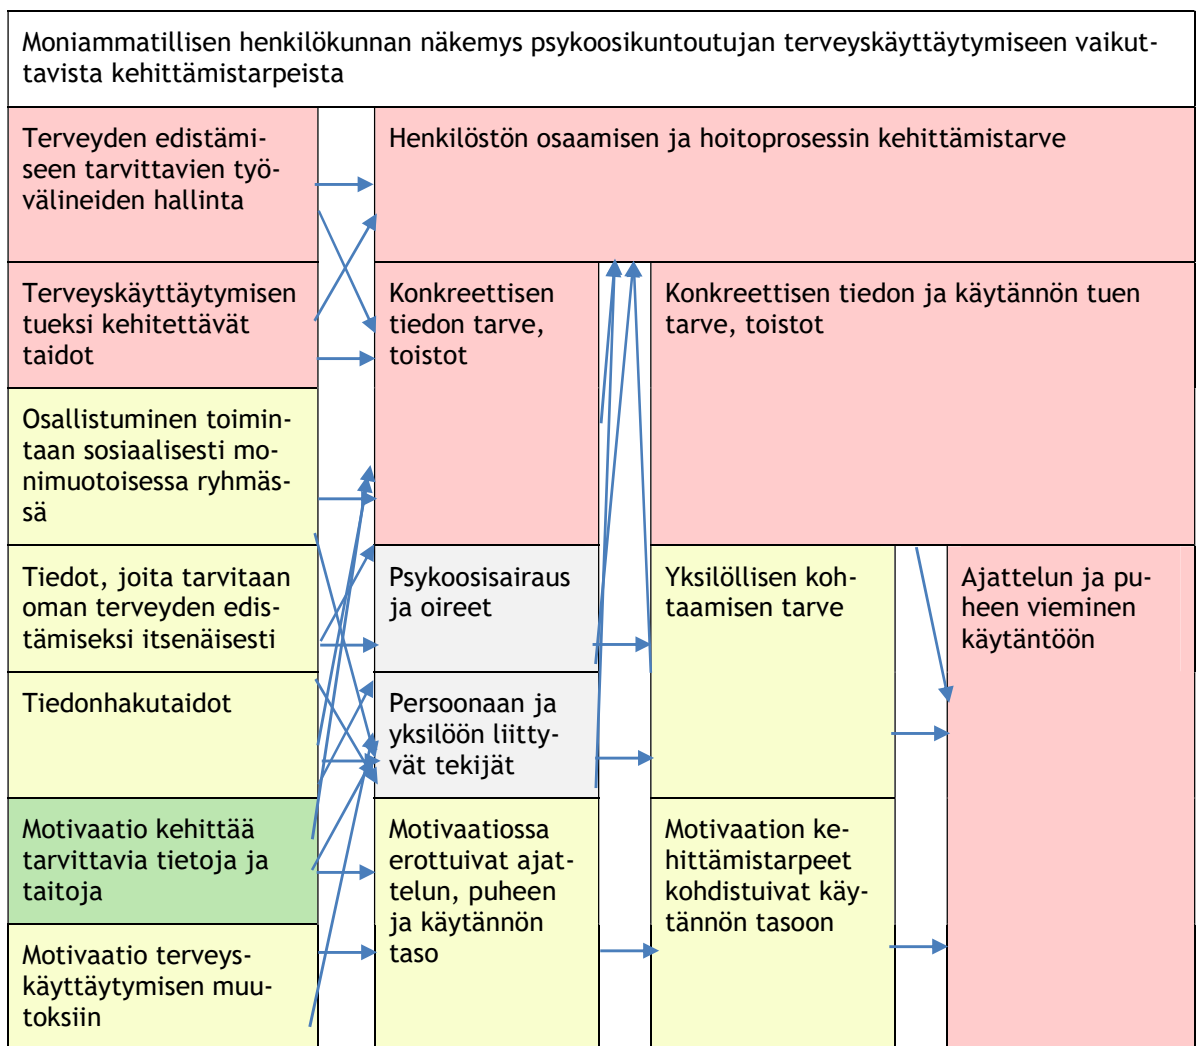 Moniammatillisen henkilökunnan näkemys psykoosikuntoutujan terveyskäyttäytymiseen vaikut-
tavista kehittämistarpeista
Terveyden edistämi-
seen tarvittavien työ-
välineiden hallinta
Henkilöstön osaamisen ja hoitoprosessin kehittämistarve
Terveyskäyttäytymisen
tueksi kehitettävät
taidot
Konkreettisen
tiedon tarve,
toistot
Konkreettisen tiedon ja käytännön tuen
tarve, toistot
Osallistuminen toimin-
taan sosiaalisesti mo-
nimuotoisessa ryhmäs-
sä
Tiedot, joita tarvitaan
oman terveyden edis-
tämiseksi itsenäisesti
Psykoosisairaus
ja oireet
Yksilöllisen koh-
taamisen tarve
Ajattelun ja pu-
heen vieminen
käytäntöön
Tiedonhakutaidot
Persoonaan ja
yksilöön liitty-
vät tekijät
Motivaatio kehittää
tarvittavia tietoja ja
taitoja
Motivaatiossa
erottuivat ajat-
telun, puheen
ja käytännön
taso
Motivaation ke-
hittämistarpeet
kohdistuivat käy-
tännön tasoon
Motivaatio terveys-
käyttäytymisen muu-
toksiin